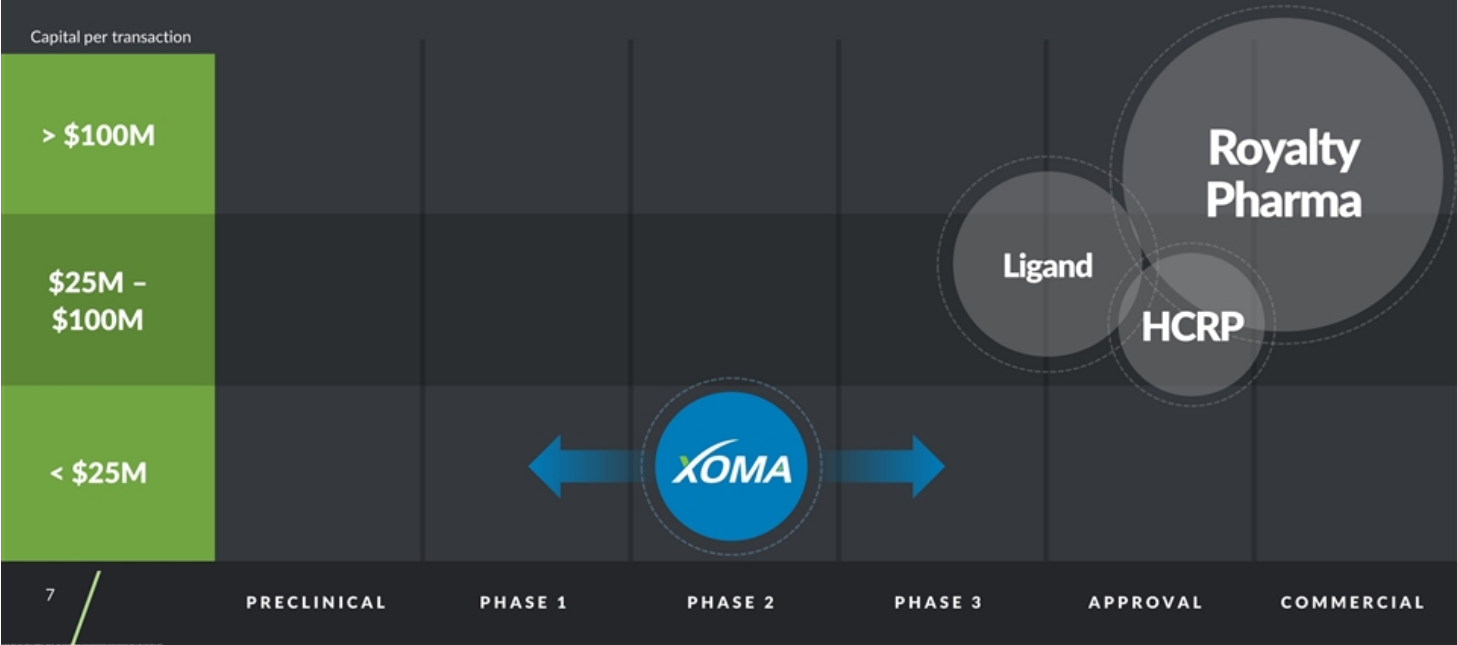 Capital per transaction
> $100M
$25M –
$100M
< $25M
Royalty
Pharma
Ligand
HCRP
XOMA
7
PRECLINICAL
PHASE 1
PHASE 2
PHASE 3
APPROVAL
COMMERCIAL